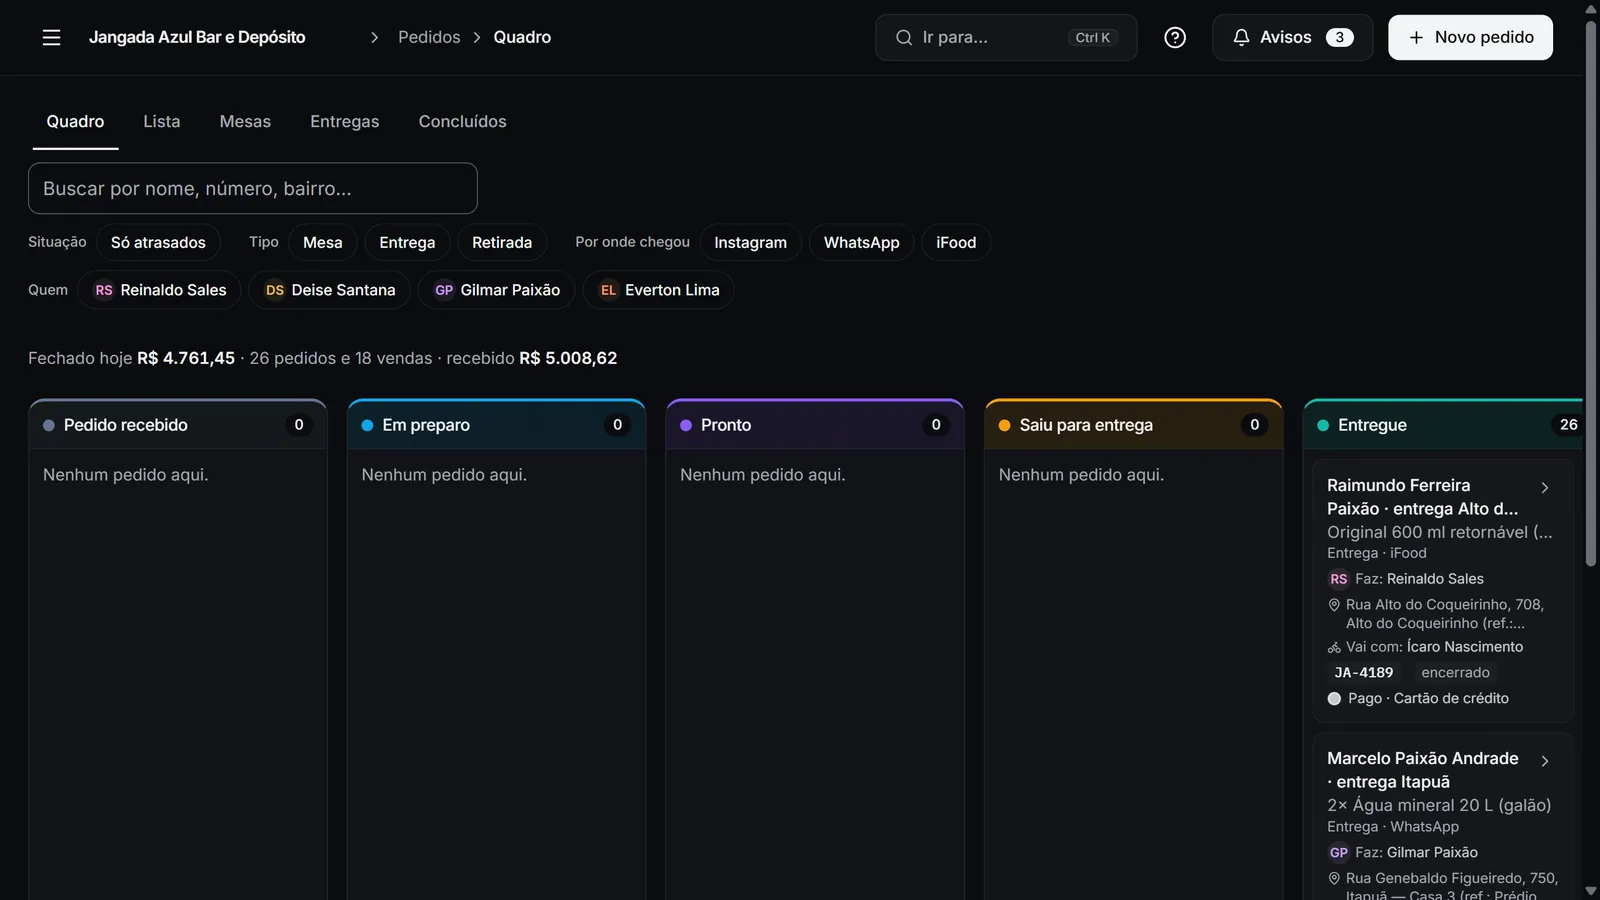 Jangada Azul Bar e Depósito > Pedidos > Quadro
Ir para... Ctrl K
Avisos 3
+ Novo pedido
Quadro Lista Mesas Entregas Concluídos
Buscar por nome, número, bairro...
Situação Só atrasados Tipo Mesa Entrega Retirada Por onde chegou Instagram WhatsApp iFood
Quem RS Reinaldo Sales DS Deise Santana GP Gilmar Paixão EL Everton Lima
Fechado hoje R$ 4.761,45 · 26 pedidos e 18 vendas · recebido R$ 5.008,62
Pedido recebido 0
Nenhum pedido aqui.
Em preparo 0
Nenhum pedido aqui.
Pronto 0
Nenhum pedido aqui.
Saiu para entrega 0
Nenhum pedido aqui.
Entregue 26
Raimundo Ferreira
Paixão · entrega Alto d...
Original 600 ml retornável (...
Entrega · iFood
RS Faz: Reinaldo Sales
Rua Alto do Coqueirinho, 708,
Alto do Coqueirinho (ref.:...
Vai com: Ícaro Nascimento
JA-4189 encerrado
Pago · Cartão de crédito
Marcelo Paixão Andrade
· entrega Itapuã
2× Água mineral 20 L (galão)
Entrega · WhatsApp
GP Faz: Gilmar Paixão
Rua Genebaldo Figueiredo, 750,
Itapuã — Casa 3 (ref.: Prédio